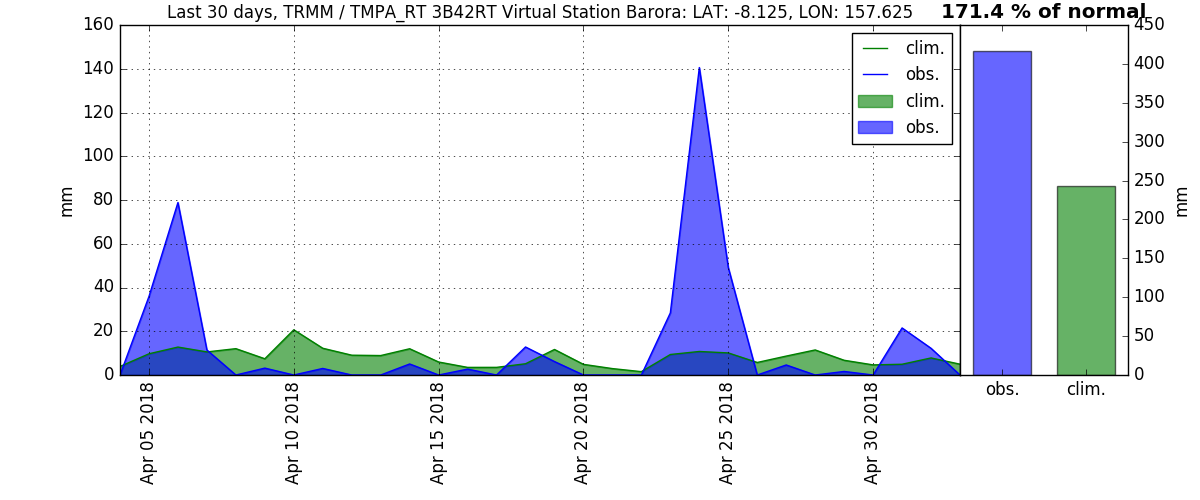 Last 30 days, TRMM / TMPA_RT 3B42RT Virtual Station Barora: LAT: -8.125, LON: 157.625
171.4 % of normal
160
140
120
100
80
60
40
20
0
mm
clim.
obs.
clim.
obs.
Apr 05 2018
Apr 10 2018
Apr 15 2018
Apr 20 2018
Apr 25 2018
Apr 30 2018
450
400
350
300
250
200
150
100
50
0
mm
obs.
clim.